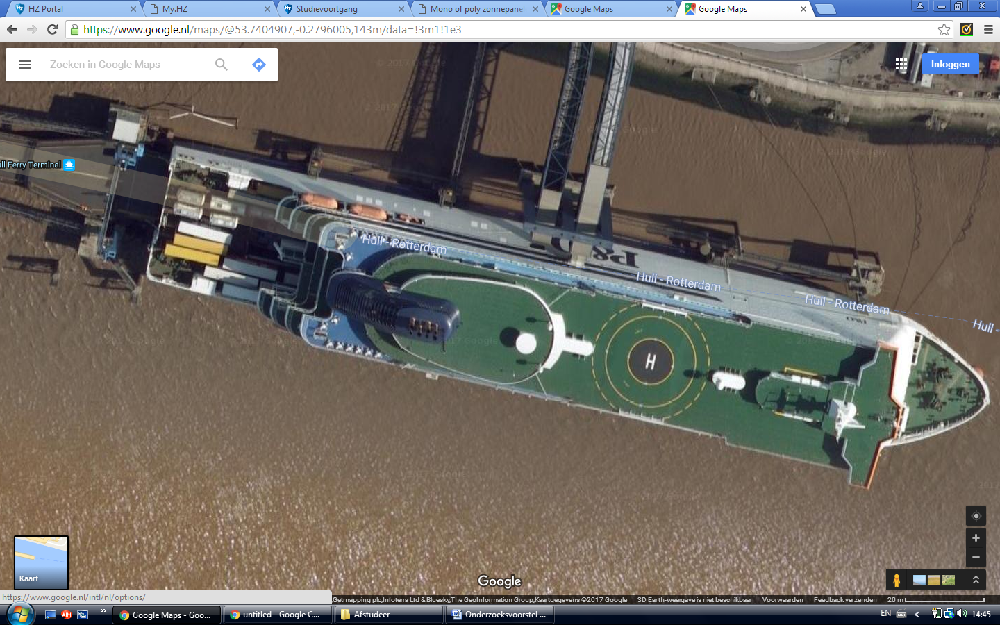 HZ Portal
My.HZ
Studievoortgang
Mono of poly zonnepanel
Google Maps
Google Maps
https://www.google.nl/maps/@53.7404907,-0.2796005,143m/data=!3m1!1e3
Zoeken in Google Maps
Inloggen
© 2017 Google
ll Ferry Terminal
Hull - Rotterdam
P&O
Hull - Rotterdam
Hull - Rotterdam
Hull -
P&O
H
Kaart
Google
https://www.google.nl/intl/nl/options/
Getmapping plc,Infoterra Ltd & Bluesky,The GeoInformation Group,Kaartgegevens ©2017 Google
3D Earth-weergave is niet beschikbaar
Voorwaarden
Feedback verzenden
20 m
Google Maps - Goo...
untitled - Google C...
Afstudeer
Onderzoeksvoorstel ...
EN
14:45